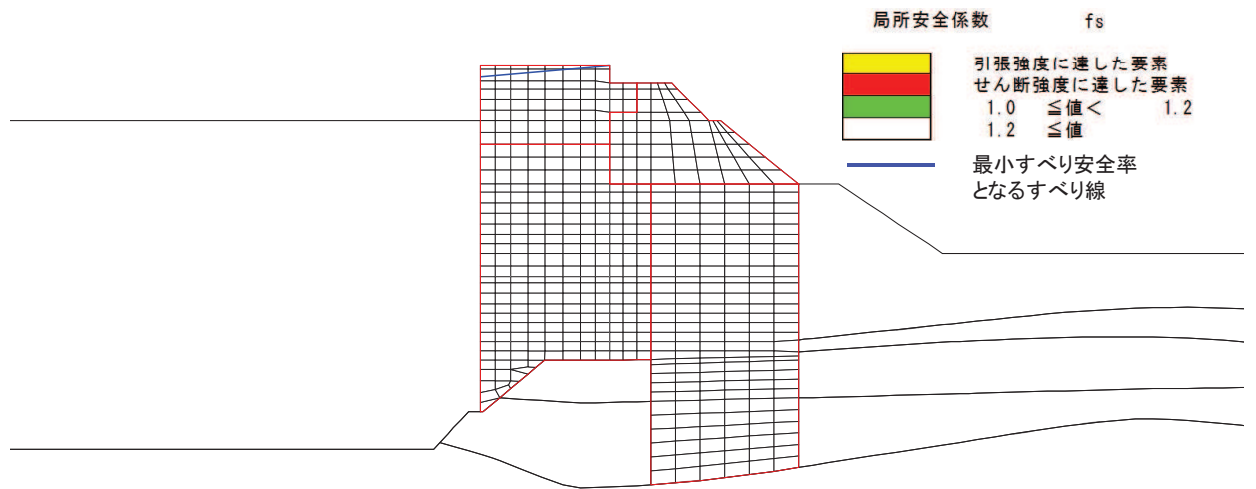 局所安全係数 fs
引張強度に達した要素
せん断強度に達した要素
1.0 ≦値＜ 1.2
1.2 ≦値
最小すべり安全率
となるすべり線